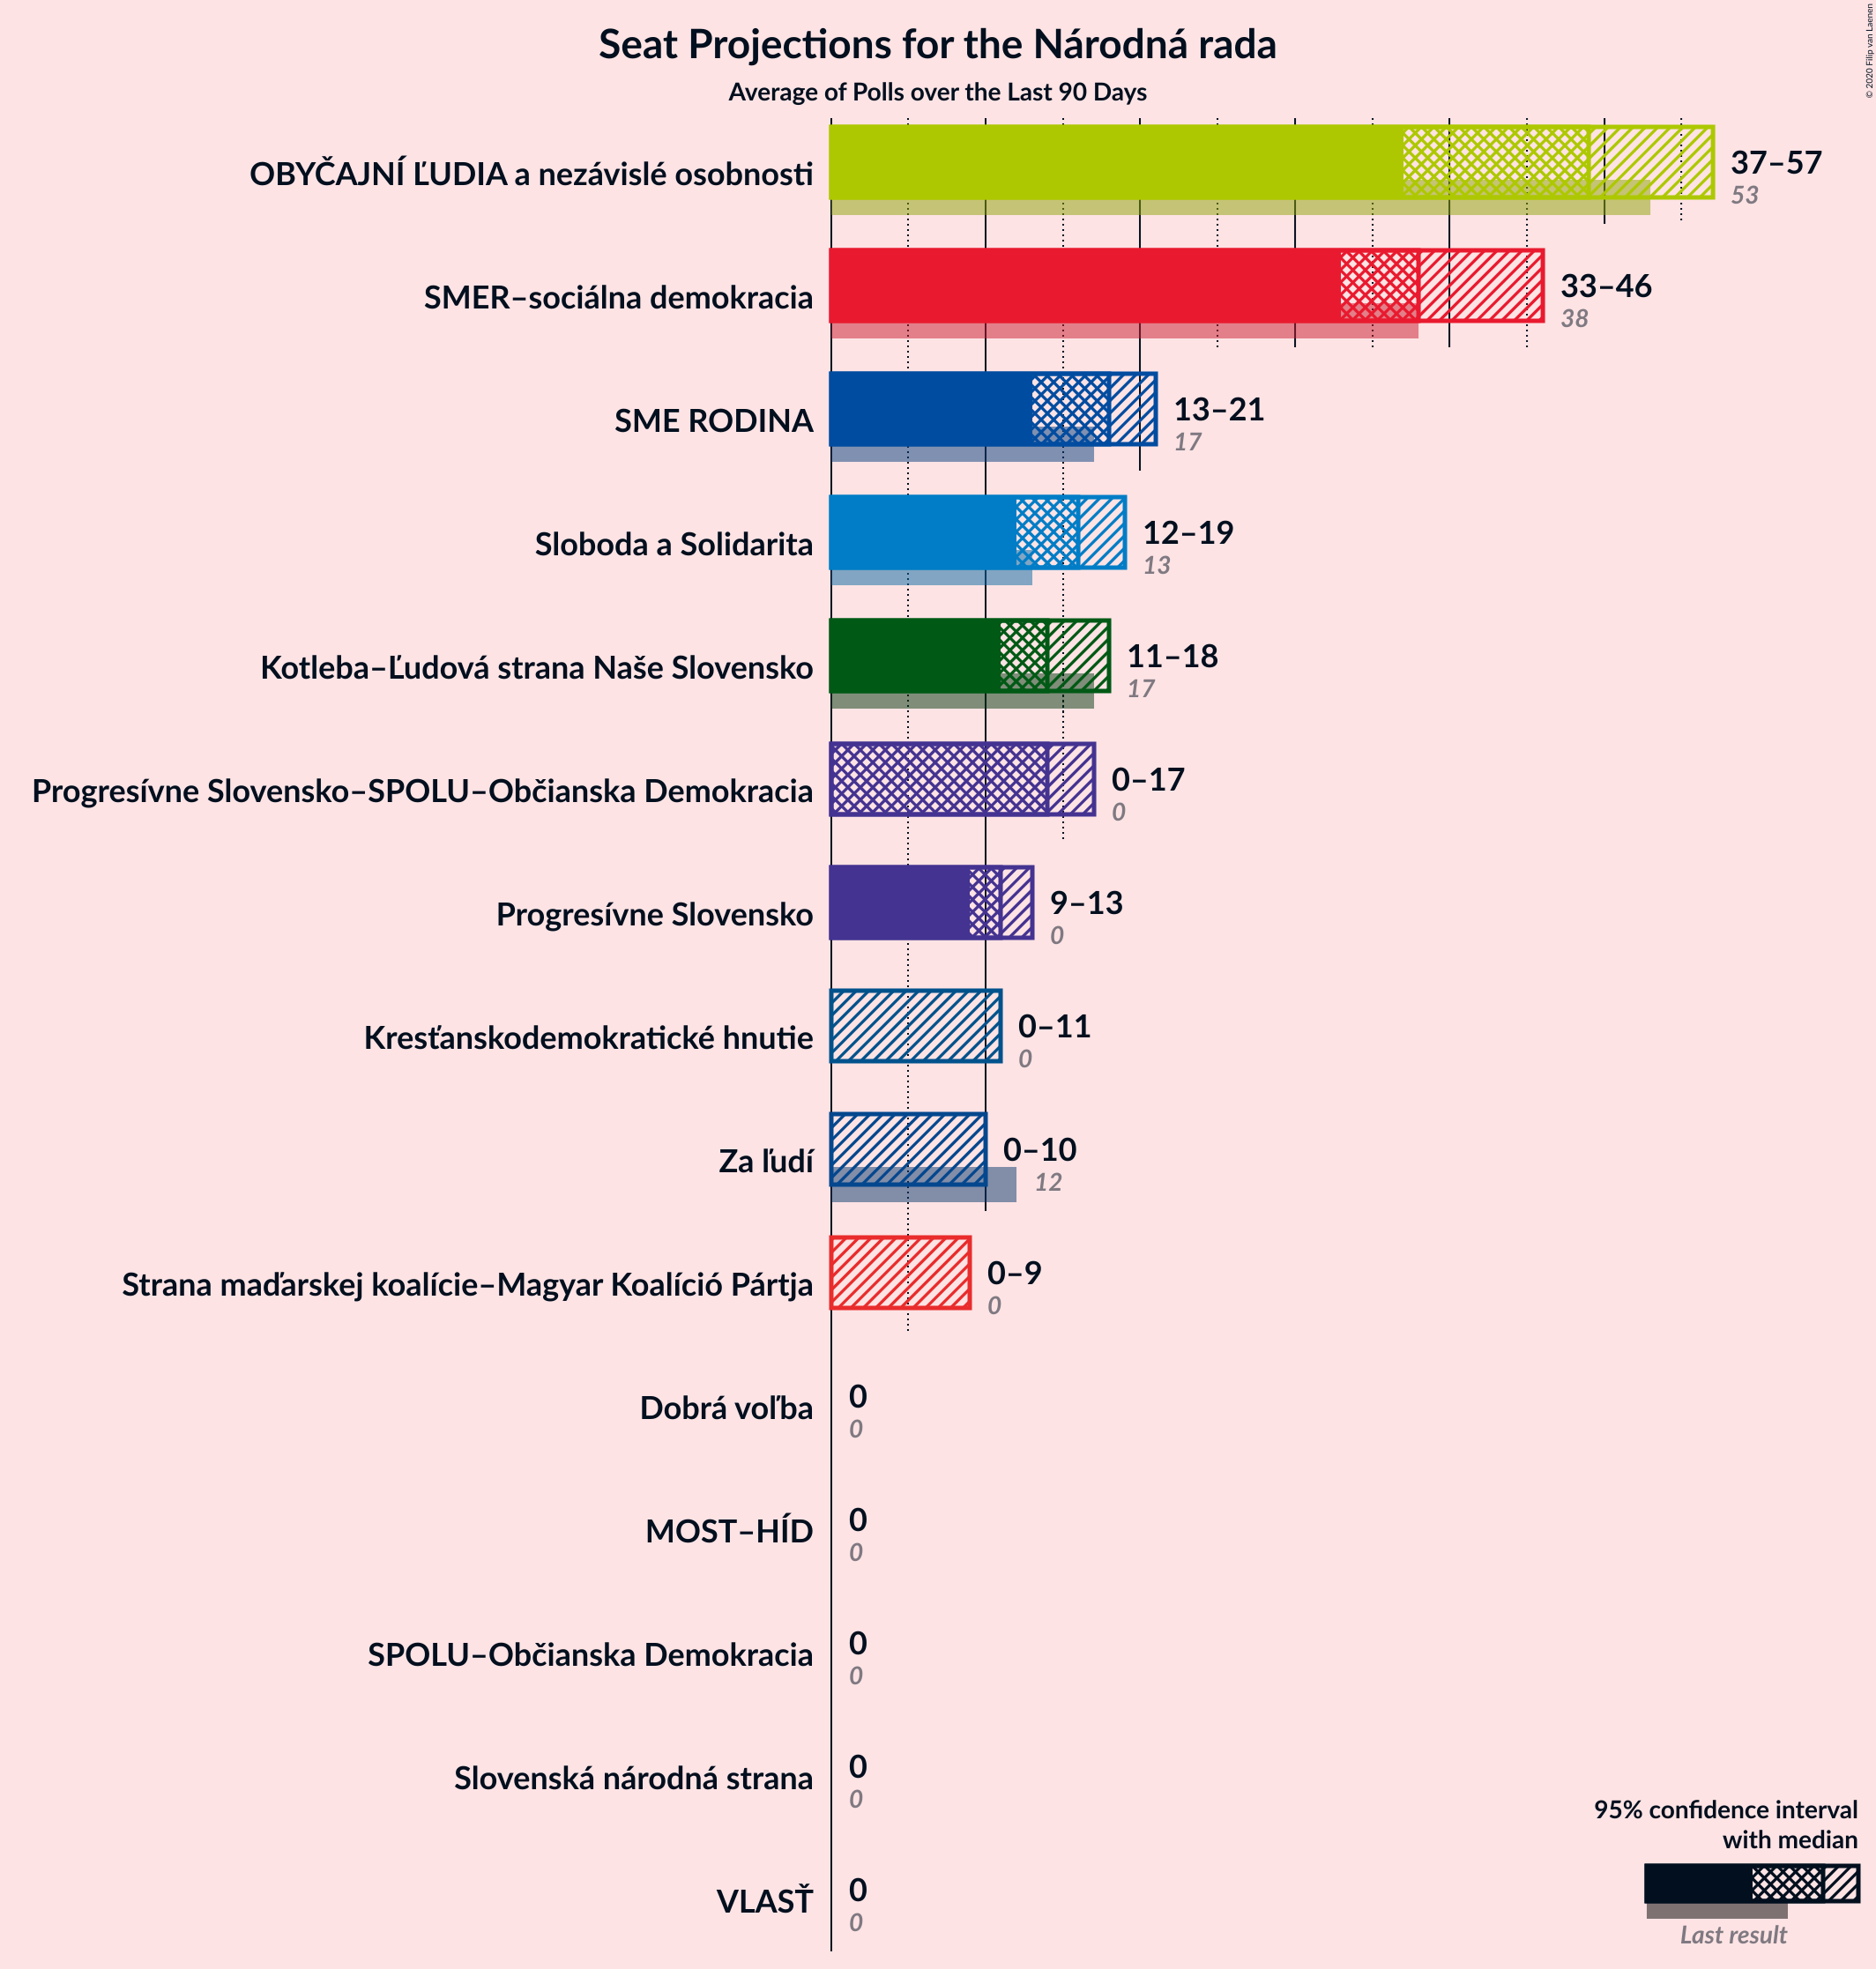 Seat Projections for the Národná rada
Average of Polls over the Last 90 Days
© 2020 Filip van Laenen
OBYČAJNÍ ĽUDIA a nezávislé osobnosti
37–57
53
SMER–sociálna demokracia
33–46
38
SME RODINA
13–21
17
Sloboda a Solidarita
12–19
13
Kotleba–Ľudová strana Naše Slovensko
11–18
17
Progresívne Slovensko–SPOLU–Občianska Demokracia
0–17
0
Progresívne Slovensko
9–13
0
Kresťanskodemokratické hnutie
0–11
0
Za ľudí
0–10
12
Strana maďarskej koalície–Magyar Koalíció Pártja
0–9
0
Dobrá voľba
0
0
MOST–HÍD
0
0
SPOLU–Občianska Demokracia
0
0
Slovenská národná strana
0
0
VLASŤ
0
0
95% confidence interval
with median
Last result